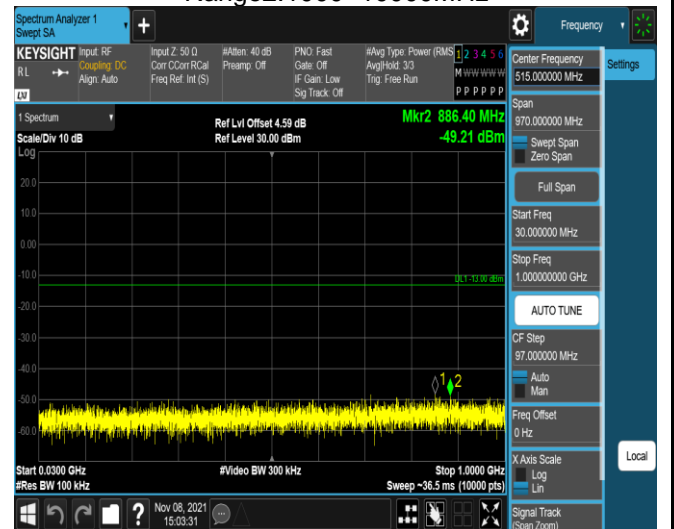 Spectrum Analyzer 1
Swept SA
Frequency
KEYSIGHT
RL
LXI
Input: RF
Coupling: DC
Align: Auto
Input Z: 50 Ω
Corr CCorr RCal
Freq Ref: Int (S)
#Atten: 40 dB
Preamp: Off
PNO: Fast
Gate: Off
IF Gain: Low
Sig Track: Off
#Avg Type: Power (RMS
Avg|Hold: 3/3
Trig: Free Run
1 2 3 4 5 6
M W W W W W
P P P P P P
1 Spectrum
Scale/Div 10 dB
Log
Ref Lvl Offset 4.59 dB
Ref Level 30.00 dBm
Mkr2 886.40 MHz
-49.21 dBm
20.0
10.0
0.00
-10.0
-20.0
-30.0
-40.0
-50.0
-60.0
DL1 -13.00 dBm
1
2
Start 0.0300 GHz
#Res BW 100 kHz
#Video BW 300 kHz
Stop 1.0000 GHz
Sweep ~36.5 ms (10000 pts)
Center Frequency
515.000000 MHz
Settings
Span
970.000000 MHz
Swept Span
Zero Span
Full Span
Start Freq
30.000000 MHz
Stop Freq
1.000000000 GHz
AUTO TUNE
CF Step
97.000000 MHz
Auto
Man
Freq Offset
0 Hz
X Axis Scale
Log
Lin
Local
Signal Track
(Span Zoom)
?
Nov 08, 2021
15:03:31